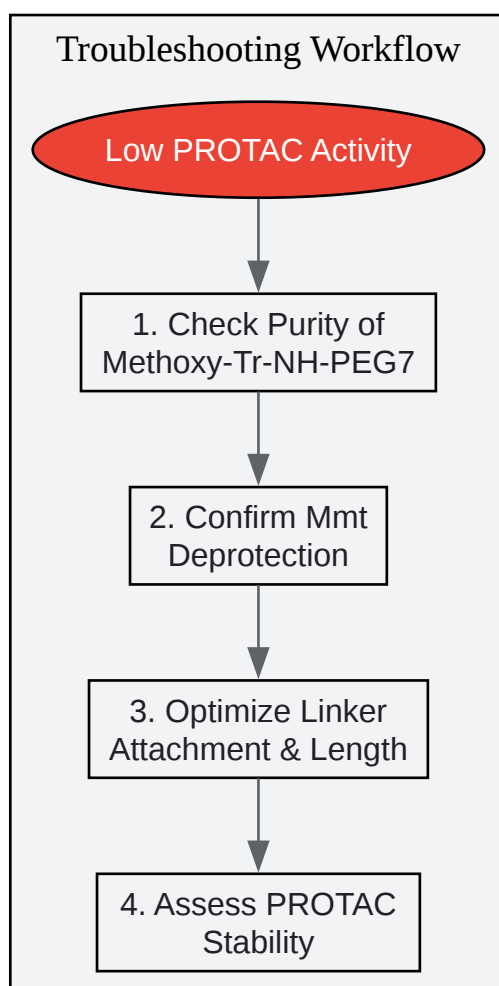 Troubleshooting Workflow
Low PROTAC Activity
1. Check Purity of
Methoxy-Tr-NH-PEG7
2. Confirm Mmt
Deprotection
3. Optimize Linker
Attachment & Length
4. Assess PROTAC
Stability